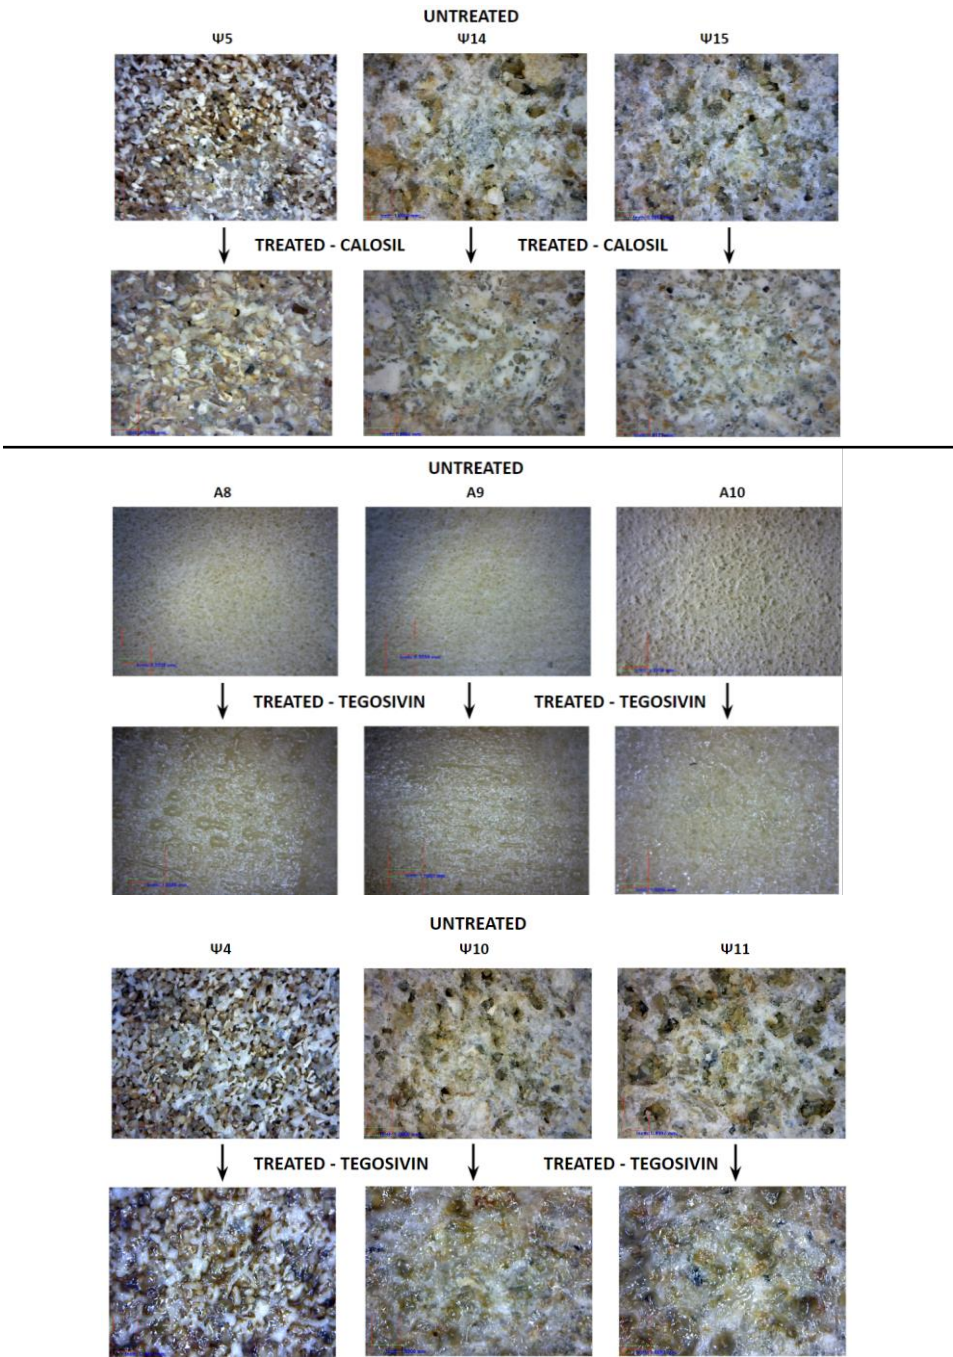 UNTREATED
Ψ5 Ψ14 Ψ15
TREATED - CALOSIL TREATED - CALOSIL
UNTREATED
A8 A9 A10
TREATED - TEGOSIVIN TREATED - TEGOSIVIN
UNTREATED
Ψ4 Ψ10 Ψ11
TREATED - TEGOSIVIN TREATED - TEGOSIVIN